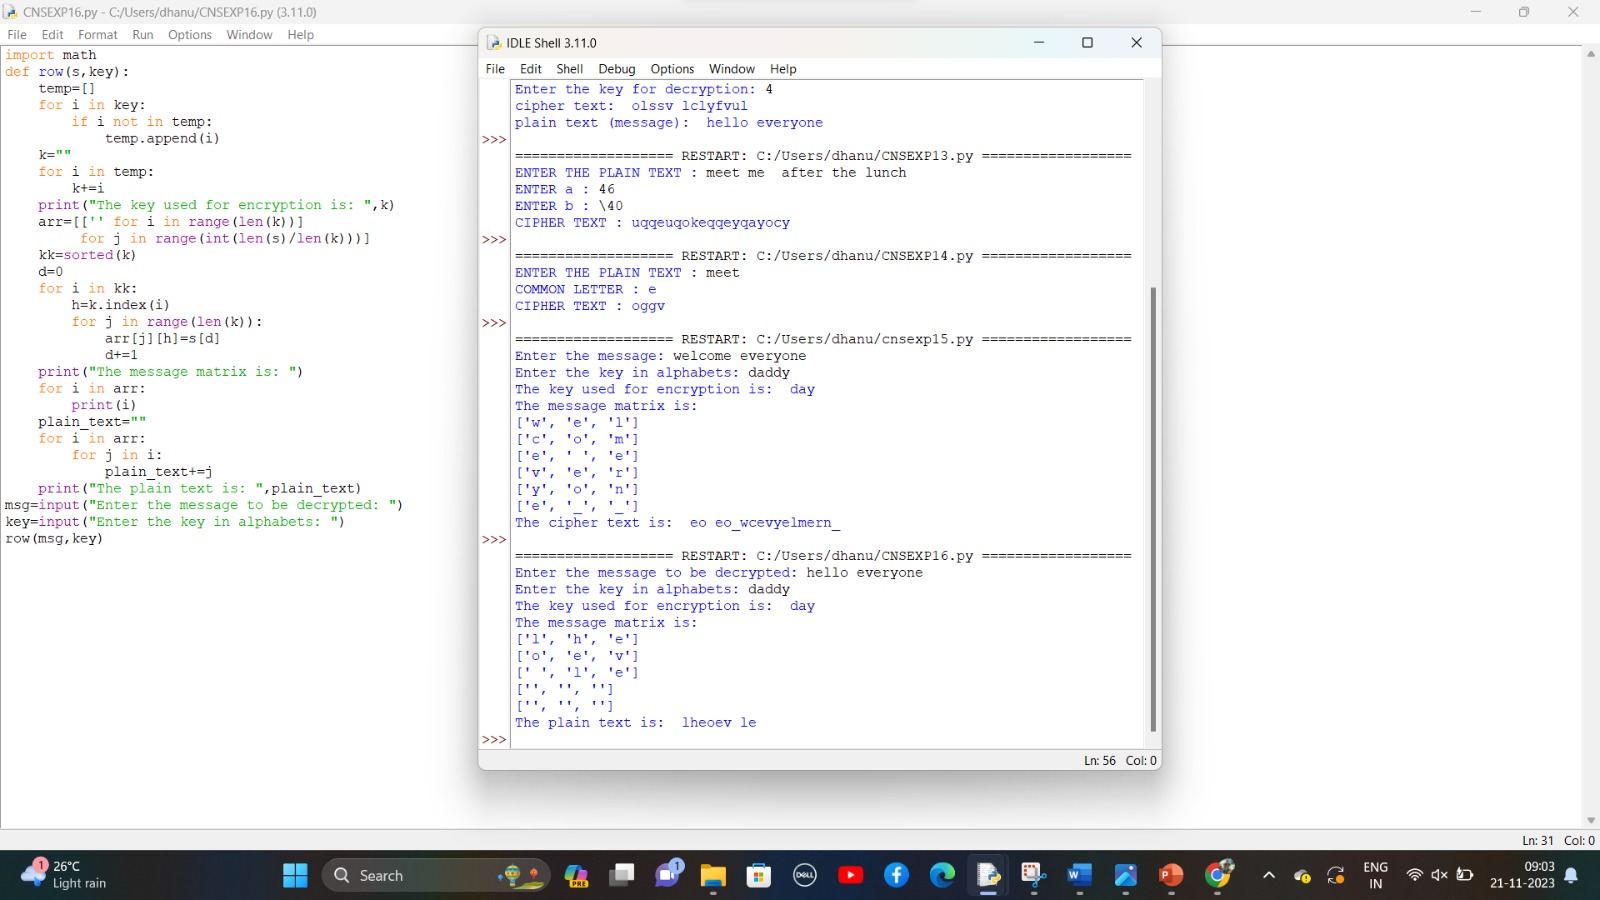 CNSEXP16.py - C:/Users/dhanu/CNSEXP16.py (3.11.0)
File Edit Format Run Options Window Help
import math
def row(s,key):
    temp=[]
    for i in key:
        if i not in temp:
            temp.append(i)
    k=""
    for i in temp:
        k+=i
    print("The key used for encryption is: ",k)
    arr=[['' for i in range(len(k))]
         for j in range(int(len(s)/len(k)))]
    kk=sorted(k)
    d=0
    for i in kk:
        h=k.index(i)
        for j in range(len(k)):
            arr[j][h]=s[d]
            d+=1
    print("The message matrix is: ")
    for i in arr:
        print(i)
    plain_text=""
    for i in arr:
        for j in i:
            plain_text+=j
    print("The plain text is: ",plain_text)
msg=input("Enter the message to be decrypted: ")
key=input("Enter the key in alphabets: ")
row(msg,key)
IDLE Shell 3.11.0
File Edit Shell Debug Options Window Help
Enter the key for decryption: 4
cipher text:  olssv lclyfvul
plain text (message):  hello everyone
>>>
=================== RESTART: C:/Users/dhanu/CNSEXP13.py ==================
ENTER THE PLAIN TEXT : meet me  after the lunch
ENTER a : 46
ENTER b : \40
CIPHER TEXT : uqqeuqokeqqeyqayocy
>>>
=================== RESTART: C:/Users/dhanu/CNSEXP14.py ==================
ENTER THE PLAIN TEXT : meet
COMMON LETTER : e
CIPHER TEXT : oggv
>>>
=================== RESTART: C:/Users/dhanu/cnsexp15.py ==================
Enter the message: welcome everyone
Enter the key in alphabets: daddy
The key used for encryption is:  day
The message matrix is:
['w', 'e', 'l']
['c', 'o', 'm']
['e', ' ', 'e']
['v', 'e', 'r']
['y', 'o', 'n']
['e', '_', '_']
The cipher text is:  eo eo_wcevyelmern_
>>>
=================== RESTART: C:/Users/dhanu/CNSEXP16.py ==================
Enter the message to be decrypted: hello everyone
Enter the key in alphabets: daddy
The key used for encryption is:  day
The message matrix is:
['l', 'h', 'e']
['o', 'e', 'v']
[' ', 'l', 'e']
['', '', '']
['', '', '']
The plain text is:  lheoev le
>>>
Ln: 56 Col: 0
Ln: 31 Col: 0
1
26°C
Light rain
Search
PRE
1
DELL
W
P
ENG
IN
09:03
21-11-2023